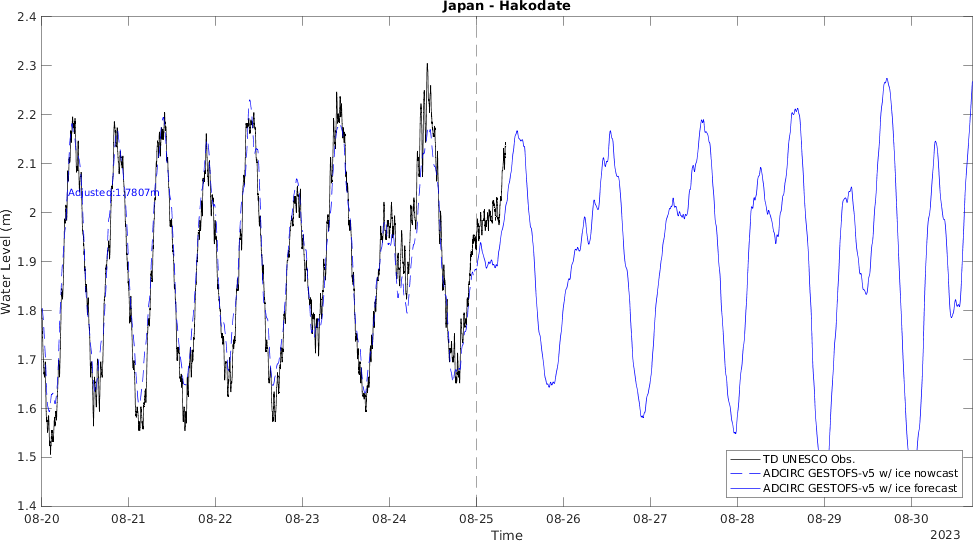 Japan - Hakodate
2.4
2.3
2.2
2.1
2
1.9
1.8
1.7
1.6
1.5
1.4
Water Level (m)
Adjusted:1.7807m
TD UNESCO Obs.
ADCIRC GESTOFS-v5 w/ ice nowcast
ADCIRC GESTOFS-v5 w/ ice forecast
08-20 08-21 08-22 08-23 08-24 08-25 08-26 08-27 08-28 08-29 08-30
Time
2023